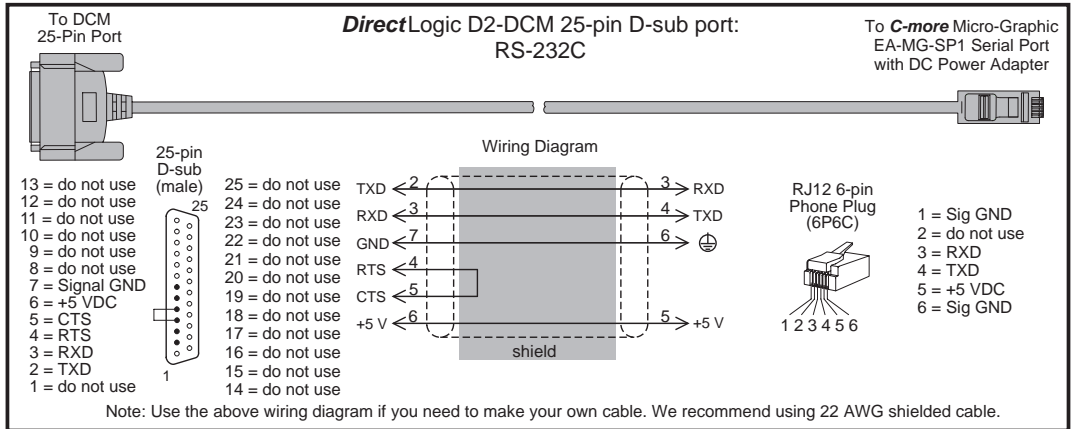 To DCM
25-Pin Port
DirectLogic D2-DCM 25-pin D-sub port:
RS-232C
To C-more Micro-Graphic
EA-MG-SP1 Serial Port
with DC Power Adapter
25-pin
D-sub
(male)
13 = do not use
12 = do not use
11 = do not use
10 = do not use
9 = do not use
8 = do not use
7 = Signal GND
6 = +5 VDC
5 = CTS
4 = RTS
3 = RXD
2 = TXD
1 = do not use
25
1
25 = do not use
24 = do not use
23 = do not use
22 = do not use
21 = do not use
20 = do not use
19 = do not use
18 = do not use
17 = do not use
16 = do not use
15 = do not use
14 = do not use
Wiring Diagram
TXD 2 3 RXD
RXD 3 4 TXD
GND 7 6
RTS 4
CTS 5
+5 V 6 5 +5 V
shield
RJ12 6-pin
Phone Plug
(6P6C)
1 2 3 4 5 6
1 = Sig GND
2 = do not use
3 = RXD
4 = TXD
5 = +5 VDC
6 = Sig GND
Note: Use the above wiring diagram if you need to make your own cable. We recommend using 22 AWG shielded cable.